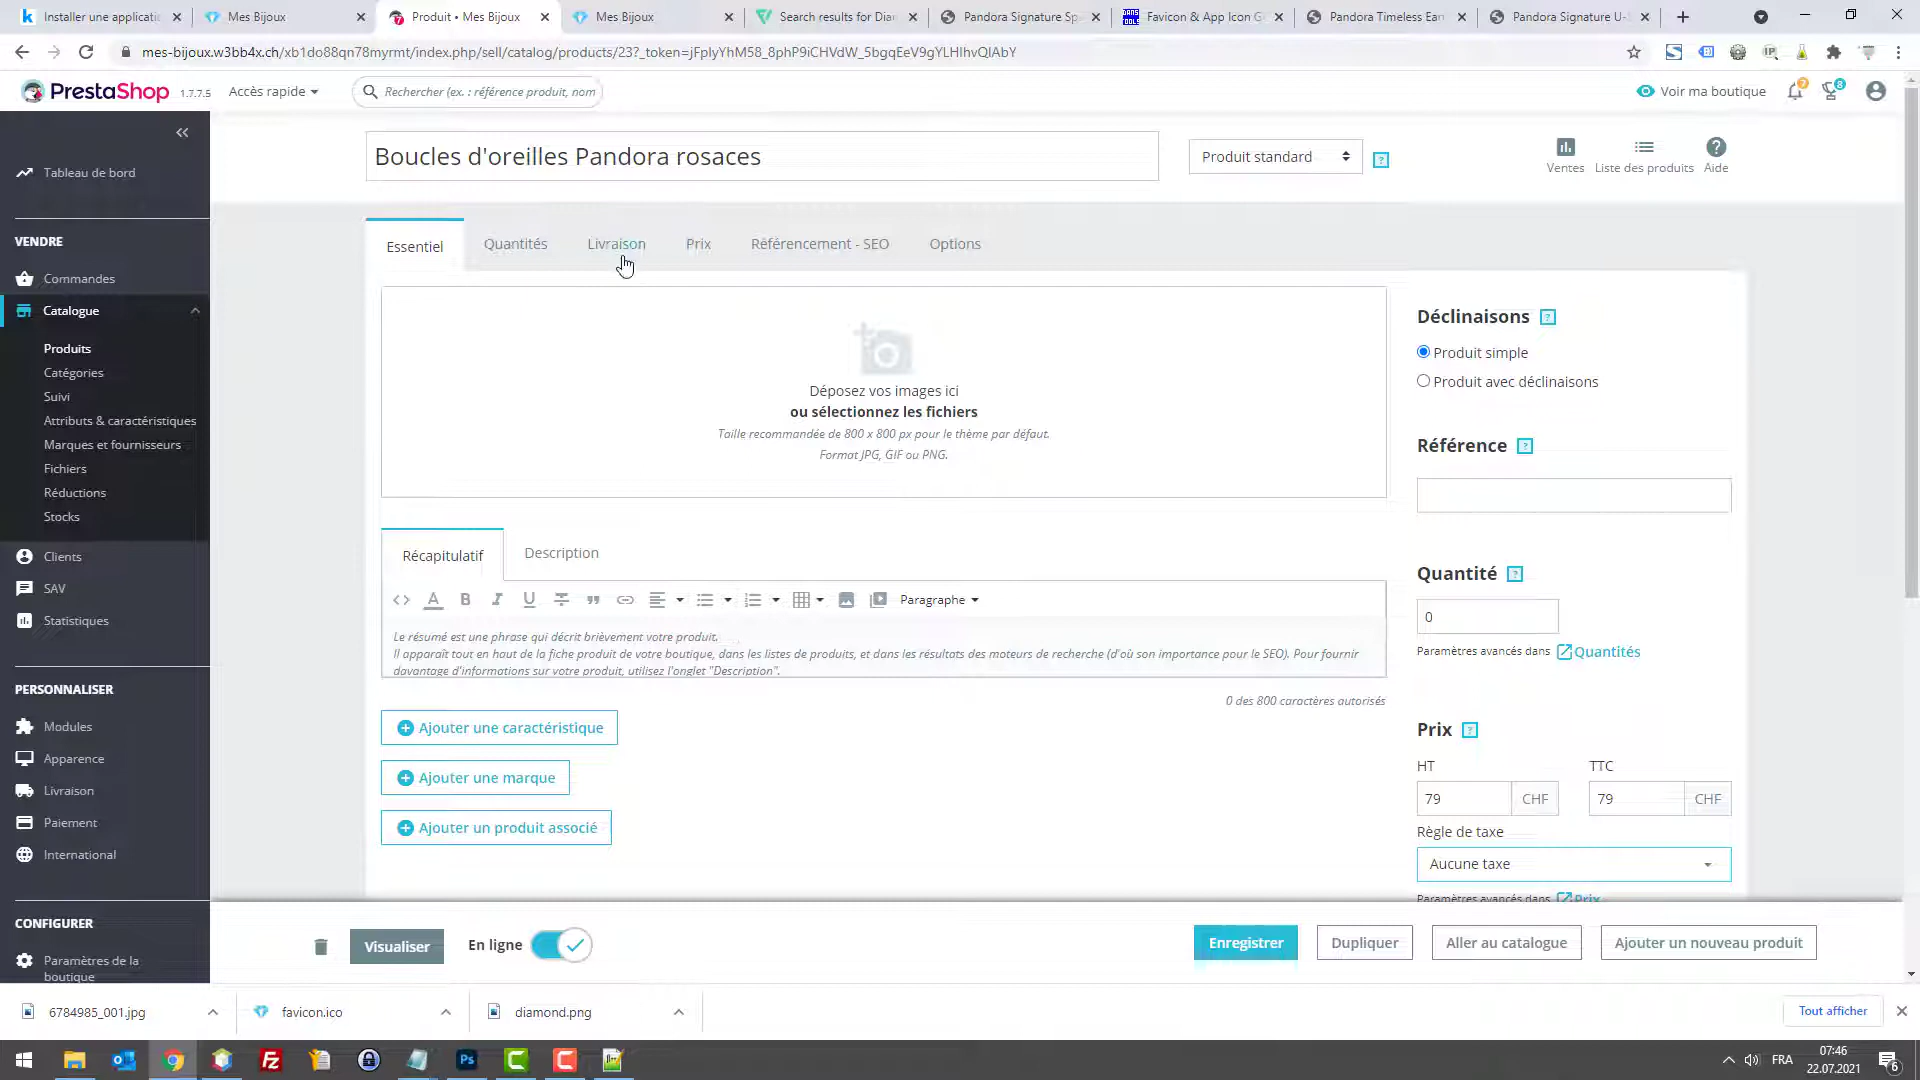 Installer une applicati
Mes Bijoux
Produit • Mes Bijoux
Mes Bijoux
Search results for Dia
Pandora Signature Sp
Favicon & App Icon G
Pandora Timeless Ear
Pandora Signature U-
mes-bijoux.w3bb4x.ch/xb1do88qn78myrmt/index.php/sell/catalog/products/23?_token=jFpIyYhM58_8phP9iCHVdW_5bgqEeV9gYLHlhvQIAbY
PrestaShop 1.7.7.5
Accès rapide
Rechercher (ex. : référence produit, nom
Voir ma boutique
Boucles d'oreilles Pandora rosaces
Produit standard
?
Ventes
Liste des produits
Aide
Tableau de bord
VENDRE
Commandes
Catalogue
Produits
Catégories
Suivi
Attributs & caractéristiques
Marques et fournisseurs
Fichiers
Réductions
Stocks
Clients
SAV
Statistiques
PERSONNALISER
Modules
Apparence
Livraison
Paiement
International
CONFIGURER
Paramètres de la
boutique
Essentiel
Quantités
Livraison
Prix
Référencement - SEO
Options
Déposez vos images ici
ou sélectionnez les fichiers
Taille recommandée de 800 x 800 px pour le thème par défaut.
Format JPG, GIF ou PNG.
Récapitulatif
Description
Paragraphe
Le résumé est une phrase qui décrit brièvement votre produit.
Il apparaît tout en haut de la fiche produit de votre boutique, dans les listes de produits, et dans les résultats des moteurs de recherche (d'où son importance pour le SEO). Pour fournir
davantage d'informations sur votre produit, utilisez l'onglet "Description".
0 des 800 caractères autorisés
Ajouter une caractéristique
Ajouter une marque
Ajouter un produit associé
Déclinaisons ?
Produit simple
Produit avec déclinaisons
Référence ?
Quantité ?
0
Paramètres avancés dans Quantités
Prix ?
HT
TTC
79 CHF
79 CHF
Règle de taxe
Aucune taxe
Paramètres avancés dans Prix
Visualiser
En ligne
Enregistrer
Dupliquer
Aller au catalogue
Ajouter un nouveau produit
6784985_001.jpg
favicon.ico
diamond.png
Tout afficher
FRA
07:46
22.07.2021
6